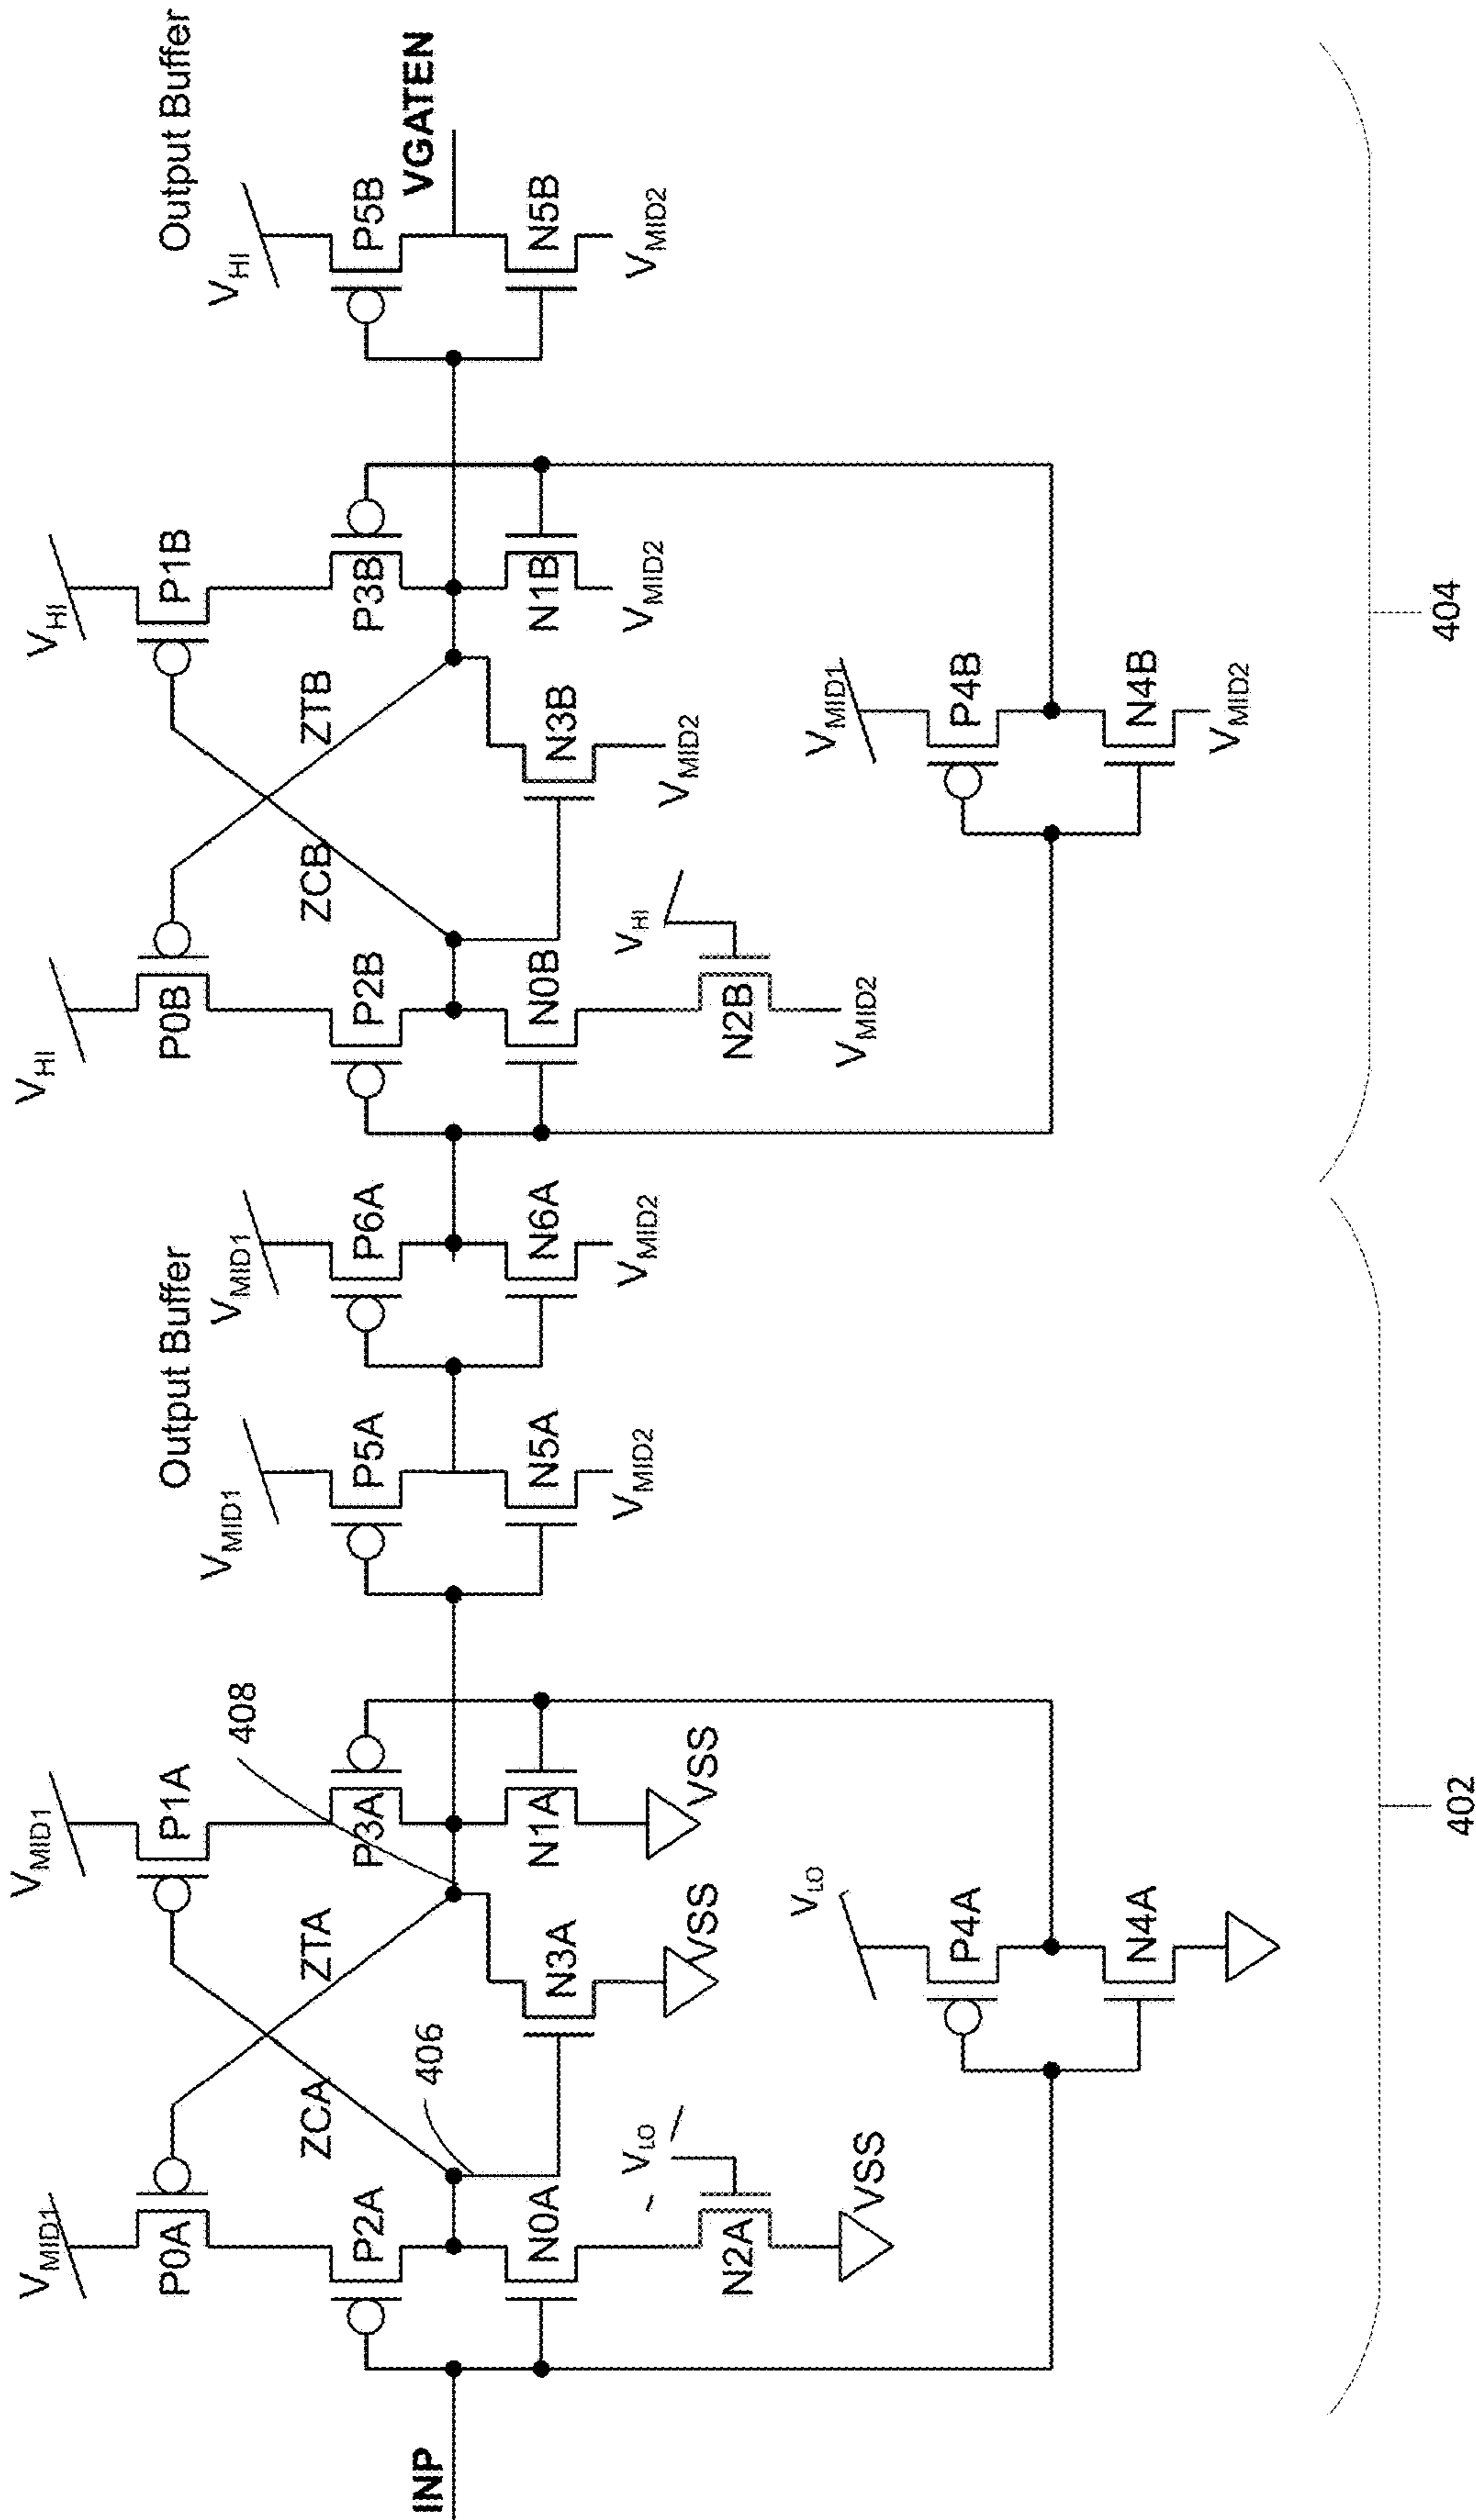 Output Buffer
Output Buffer
VMID1
VMID1
VHI
VHI
P0A
P1A
P0B
P1B
VMID1
VMID1
VHI
ZCA
ZTA
408
ZCB
ZTB
P2A
P3A
P5A
P6A
P2B
P3B
P5B
INP
406
VGATEN
N0A
N1A
N5A
N6A
N0B
N1B
N5B
N3A
N3B
VMID2
VMID2
VMID2
VMID2
VLO
VSS
VSS
VHI
VMID2
N2A
N2B
VSS
VMID2
VLO
VMID1
P4A
P4B
N4A
N4B
VMID2
402
404